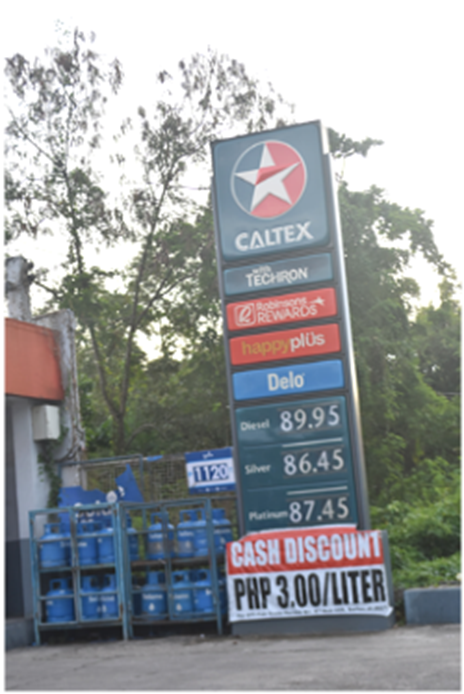 CALTEX
with
TECHRON
Robinsons
REWARDS
happyplus
Delo
Diesel 89.95
Silver 86.45
Platinum 87.45
1120
CASH DISCOUNT
PHP 3.00/LITER